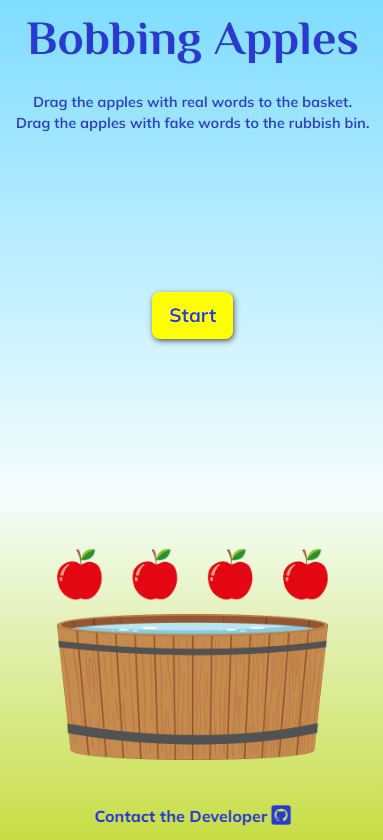 Bobbing Apples
Drag the apples with real words to the basket.
Drag the apples with fake words to the rubbish bin.
Start
Contact the Developer